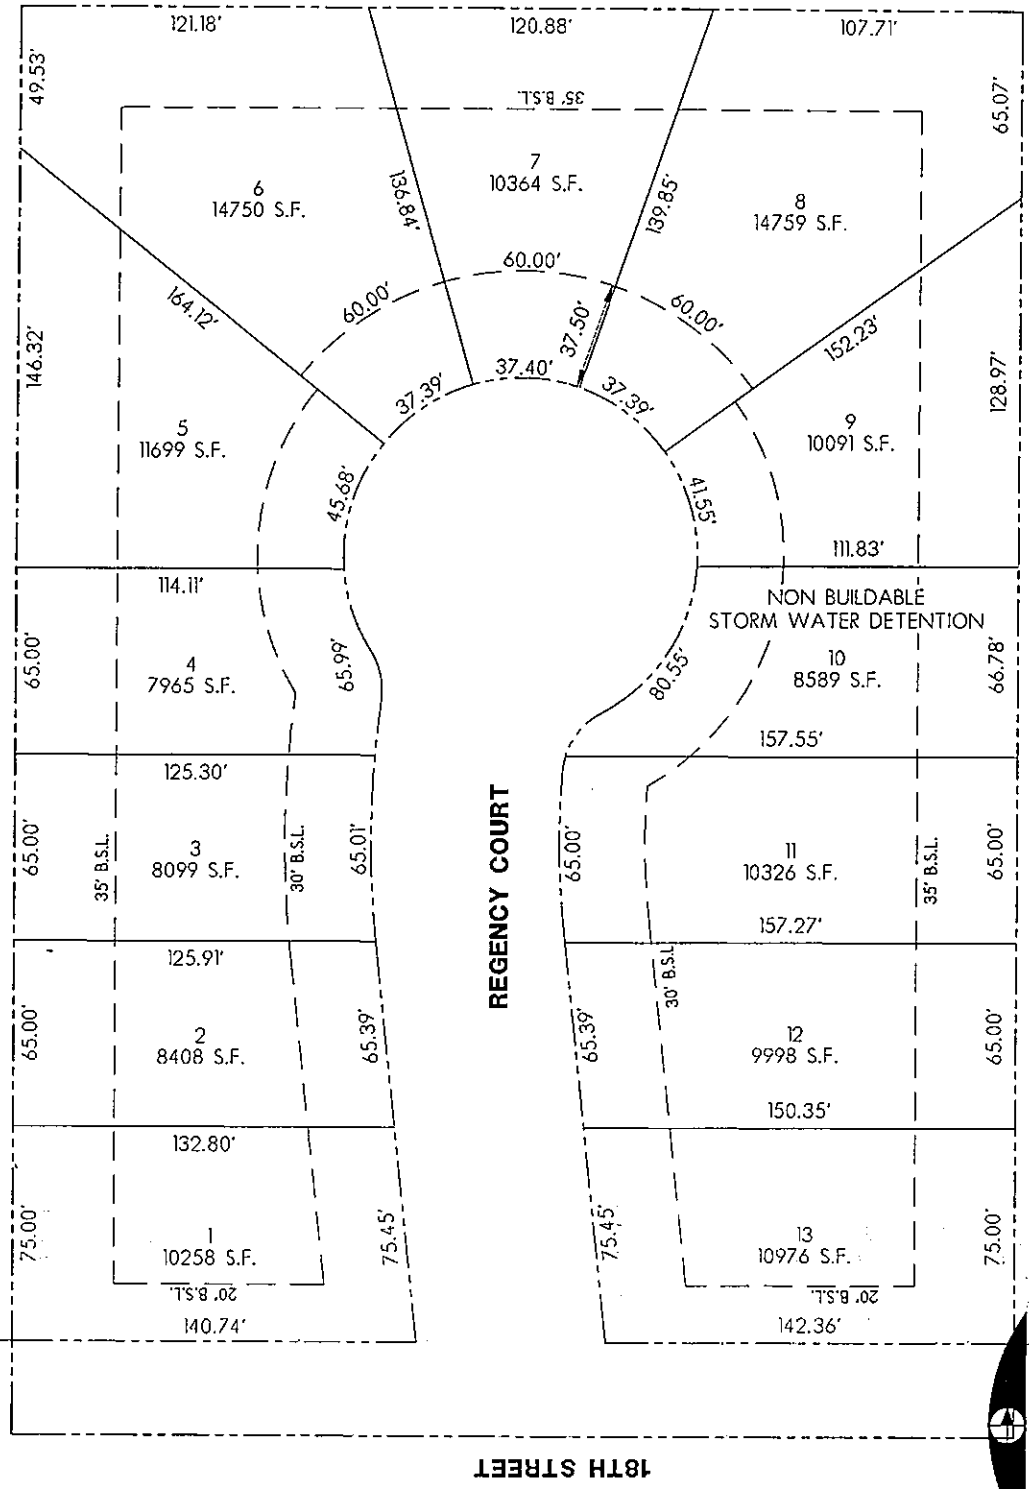 121.18'
120.88'
107.71'
49.53'
65.07'
35' B.S.L.
6
14750 S.F.
136.84'
7
10364 S.F.
139.85'
8
14759 S.F.
146.32'
164.12'
60.00'
60.00'
60.00'
37.50'
152.23'
128.97'
37.39'
37.40'
37.39'
5
11699 S.F.
45.68'
41.55'
9
10091 S.F.
114.11'
111.83'
NON BUILDABLE
STORM WATER DETENTION
65.00'
4
7965 S.F.
65.99'
80.55'
10
8589 S.F.
66.78'
125.30'
157.55'
65.00'
35' B.S.L.
3
8099 S.F.
30' B.S.L.
65.01'
REGENCY COURT
65.00'
11
10326 S.F.
35' B.S.L.
65.00'
125.91'
157.27'
30' B.S.L
65.00'
2
8408 S.F.
65.39'
65.39'
12
9998 S.F.
65.00'
132.80'
150.35'
75.00'
1
10258 S.F.
75.45'
75.45'
13
10976 S.F.
75.00'
20' B.S.L.
20' B.S.L.
140.74'
142.36'
18TH STREET